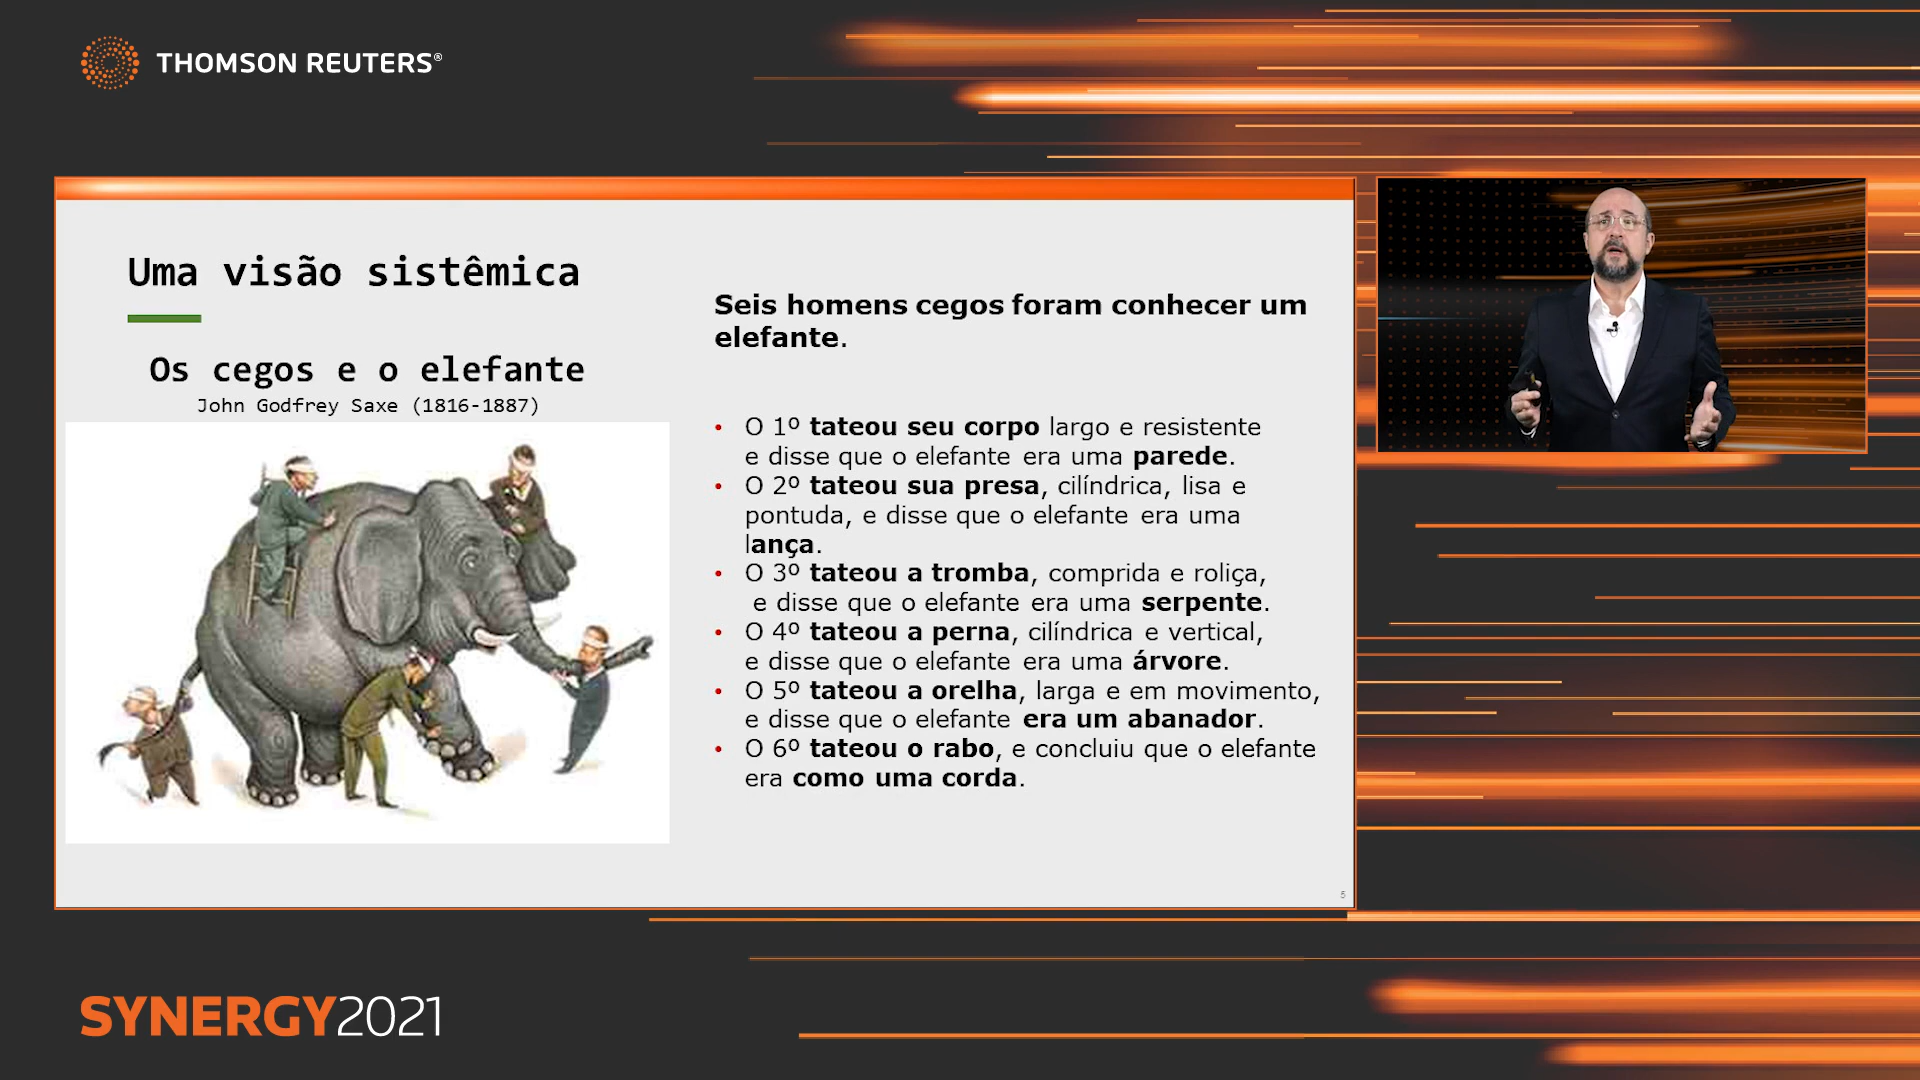 THOMSON REUTERS®
Uma visão sistêmica
Os cegos e o elefante
John Godfrey Saxe (1816-1887)
Seis homens cegos foram conhecer um
elefante.
• O 1º tateou seu corpo largo e resistente
e disse que o elefante era uma parede.
• O 2º tateou sua presa, cilíndrica, lisa e
pontuda, e disse que o elefante era uma
lança.
• O 3º tateou a tromba, comprida e roliça,
e disse que o elefante era uma serpente.
• O 4º tateou a perna, cilíndrica e vertical,
e disse que o elefante era uma árvore.
• O 5º tateou a orelha, larga e em movimento,
e disse que o elefante era um abanador.
• O 6º tateou o rabo, e concluiu que o elefante
era como uma corda.
5
SYNERGY2021